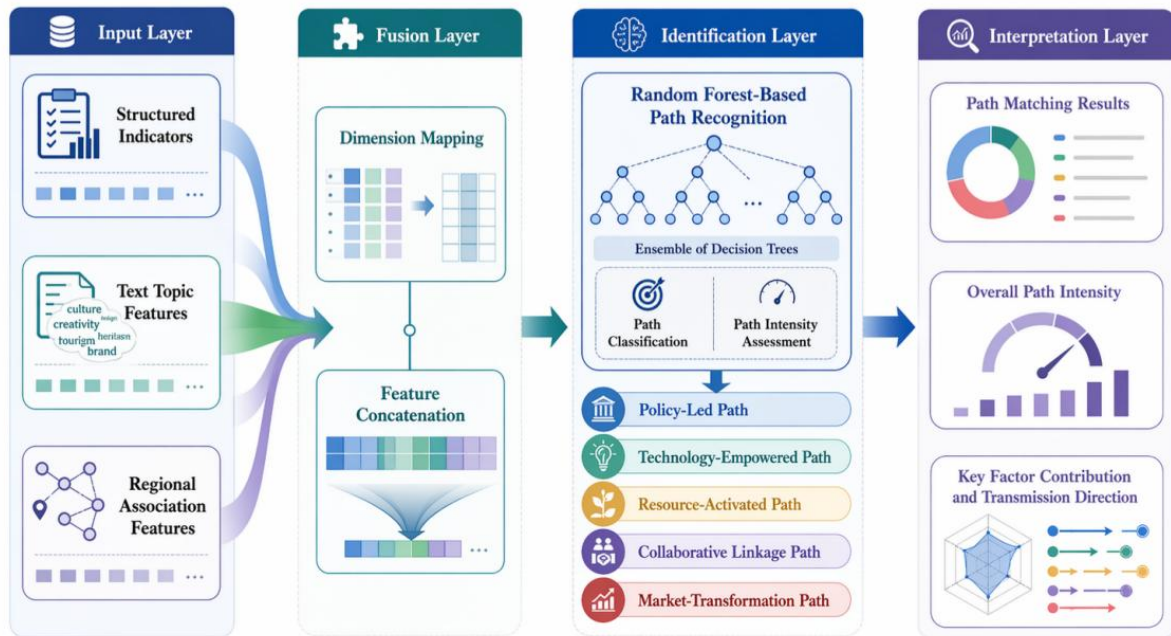 Input Layer
Structured
Indicators
...
Text Topic
Features
culture
creativity
tourism
brand
...
Regional
Association
Features
...
Fusion Layer
Dimension Mapping
Feature
Concatenation
...
Identification Layer
Random Forest-Based
Path Recognition
...
Ensemble of Decision Trees
Path
Classification
Path Intensity
Assessment
Policy-Led Path
Technology-Empowered Path
Resource-Activated Path
Collaborative Linkage Path
Market-Transformation Path
Interpretation Layer
Path Matching Results
Overall Path Intensity
Key Factor Contribution
and Transmission Direction